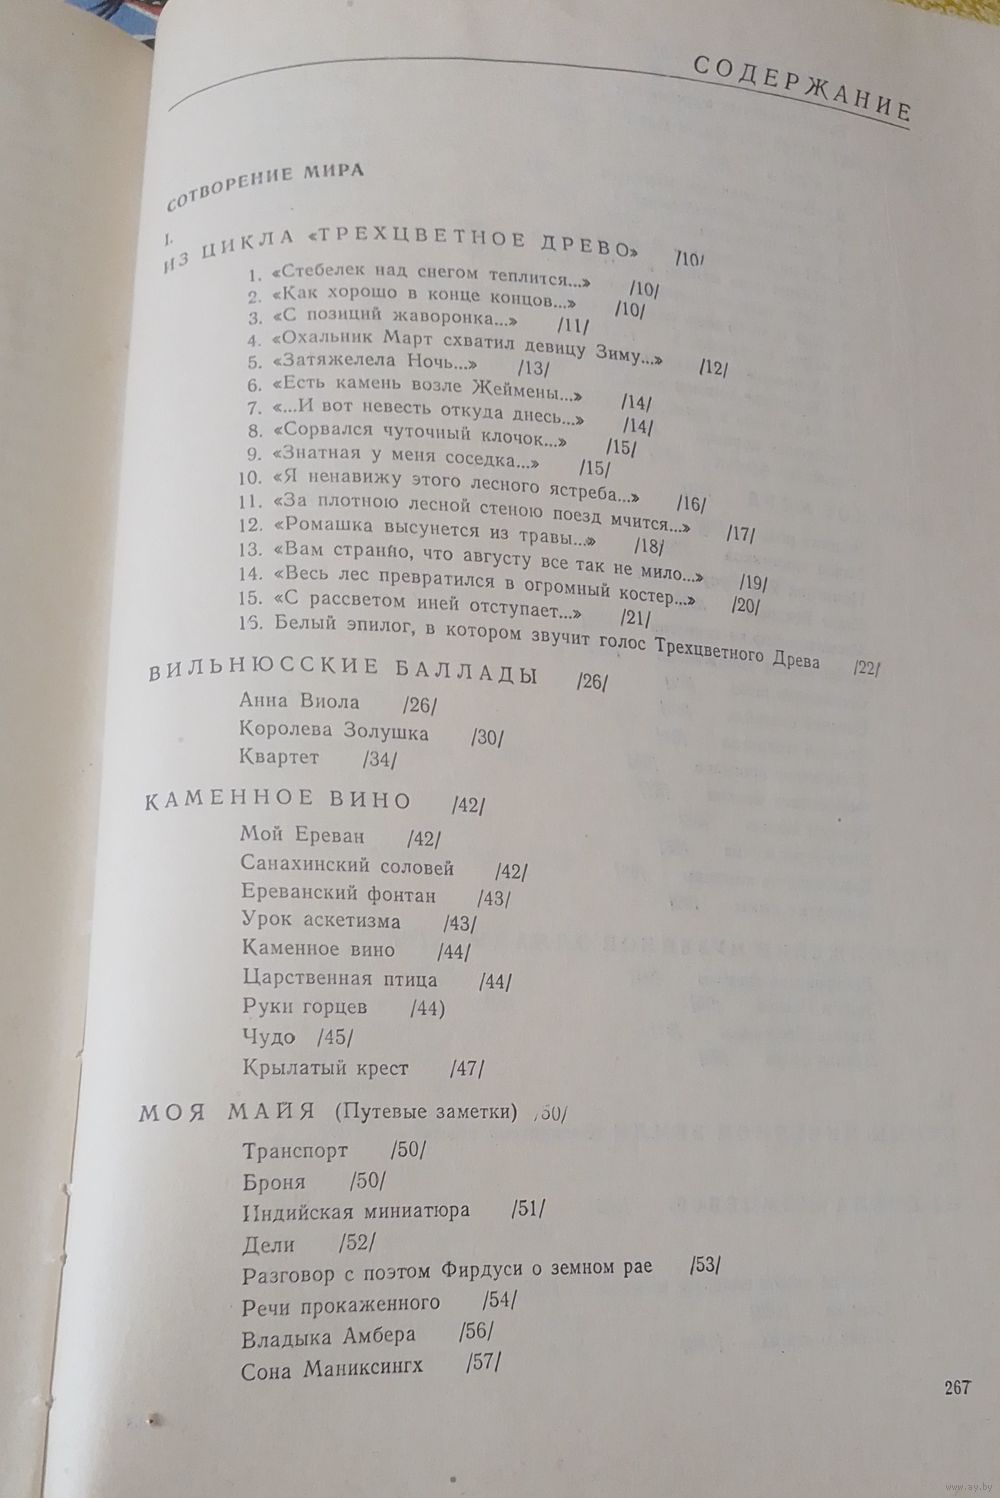 СОДЕРЖАНИЕ
СОТВОРЕНИЕ МИРА
I.
ИЗ ЦИКЛА «ТРЕХЦВЕТНОЕ ДРЕВО» /10/
1. «Стебелек над снегом теплится...» /10/
2. «Как хорошо в конце концов...» /10/
3. «С позиций жаворонка...» /11/
4. «Охальник Март схватил девицу Зиму...» /12/
5. «Затяжелела Ночь...» /13/
6. «Есть камень возле Жеймены...» /14/
7. «...И вот невесть откуда днесь...» /14/
8. «Сорвался чуточный клочок...» /15/
9. «Знатная у меня соседка...» /15/
10. «Я ненавижу этого лесного ястреба...» /16/
11. «За плотною лесной стеною поезд мчится...» /17/
12. «Ромашка высунется из травы...» /18/
13. «Вам странно, что августу все так не мило...» /19/
14. «Весь лес превратился в огромный костер...» /20/
15. «С рассветом иней отступает...» /21/
16. Белый эпилог, в котором звучит голос Трехцветного Древа /22/
ВИЛЬНЮССКИЕ БАЛЛАДЫ /26/
Анна Виола /26/
Королева Золушка /30/
Квартет /34/
КАМЕННОЕ ВИНО /42/
Мой Ереван /42/
Санахинский соловей /42/
Ереванский фонтан /43/
Урок аскетизма /43/
Каменное вино /44/
Царственная птица /44/
Руки горцев /44)
Чудо /45/
Крылатый крест /47/
МОЯ МАЙЯ (Путевые заметки) /50/
Транспорт /50/
Броня /50/
Индийская миниатюра /51/
Дели /52/
Разговор с поэтом Фирдуси о земном рае /53/
Речи прокаженного /54/
Владыка Амбера /56/
Сона Маниксингх /57/
267
www.ay.by